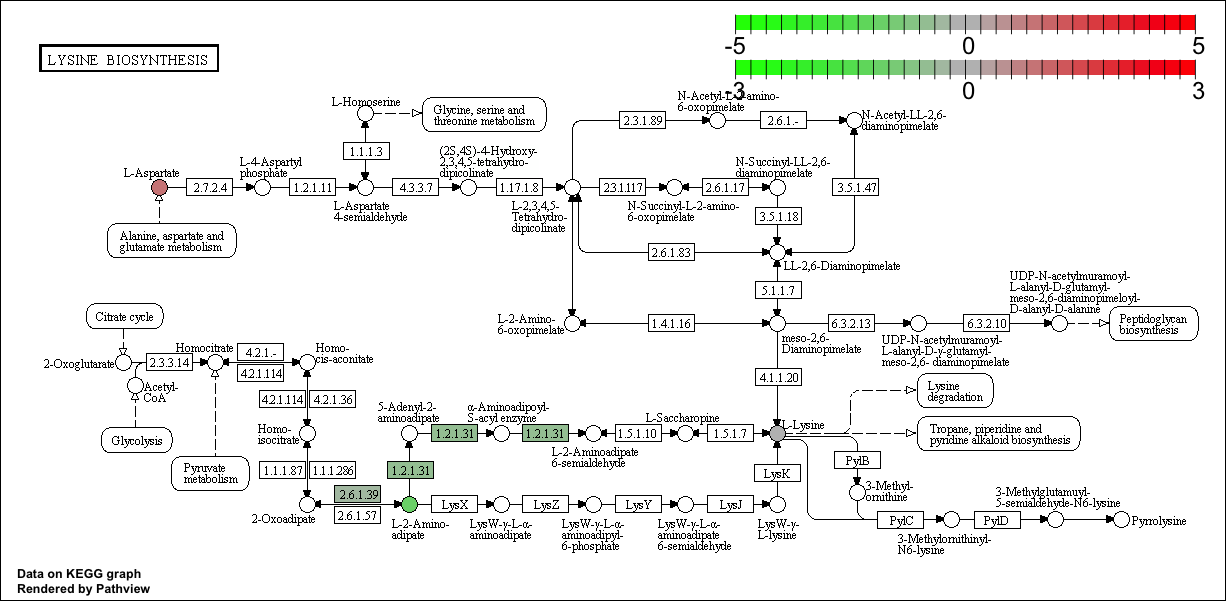 LYSINE BIOSYNTHESIS
-5
0
5
-3
0
3
L-Homoserine
Glycine, serine and
threonine metabolism
N-Acetyl-L-2-amino-
6-oxopimelate
2.3.1.89
2.6.1.-
N-Acetyl-LL-2,6-
diaminopimelate
1.1.1.3
L-Aspartate
L-4-Aspartyl
phosphate
(2S,4S)-4-Hydroxy-
2,3,4,5-tetrahydro-
dipicolinate
N-Succinyl-LL-2,6-
diaminopimelate
2.7.2.4
1.2.1.11
4.3.3.7
1.17.1.8
2.3.1.117
2.6.1.17
3.5.1.47
L-Aspartate
4-semialdehyde
L-2,3,4,5-
Tetrahydro-
dipicolinate
N-Succinyl-L-2-amino-
6-oxopimelate
3.5.1.18
Alanine, aspartate and
glutamate metabolism
2.6.1.83
LL-2,6-Diaminopimelate
5.1.1.7
UDP-N-acetylmuramoyl-
L-alanyl-D-glutamyl-
meso-2,6-diaminopimeloyl-
D-alanyl-D-alanine
Citrate cycle
L-2-Amino-
6-oxopimelate
1.4.1.16
6.3.2.13
6.3.2.10
Peptidoglycan
biosynthesis
meso-2,6-
Diaminopimelate
UDP-N-acetylmuramoyl-
L-alanyl-D-γ-glutamyl-
meso-2,6- diaminopimelate
2-Oxoglutarate
2.3.3.14
Homocitrate
4.2.1.-
4.2.1.114
Homo-
cis-aconitate
4.1.1.20
Acetyl-
CoA
4.2.1.114
4.2.1.36
Lysine
degradation
5-Adenyl-2-
aminoadipate
α-Aminoadipoyl-
S-acyl enzyme
L-Saccharopine
L-Lysine
Glycolysis
Homo-
isocitrate
1.2.1.31
1.2.1.31
1.5.1.10
1.5.1.7
Tropane, piperidine and
pyridine alkaloid biosynthesis
L-2-Aminoadipate
6-semialdehyde
Pyruvate
metabolism
1.1.1.87
1.1.1.286
1.2.1.31
LysK
PylB
2.6.1.39
2.6.1.57
3-Methyl-
ornithine
2-Oxoadipate
L-2-Amino-
adipate
LysX
LysZ
LysY
LysJ
3-Methylglutamuyl-
5-semialdehyde-N6-lysine
LysW-γ-L-α-
aminoadipate
LysW-γ-L-α-
aminoadipyl-
6-phosphate
LysW-γ-L-α-
aminoadipate
6-semialdehyde
LysW-γ-
L-lysine
PylC
PylD
Pyrrolysine
3-Methylornithinyl-
N6-lysine
Data on KEGG graph
Rendered by Pathview